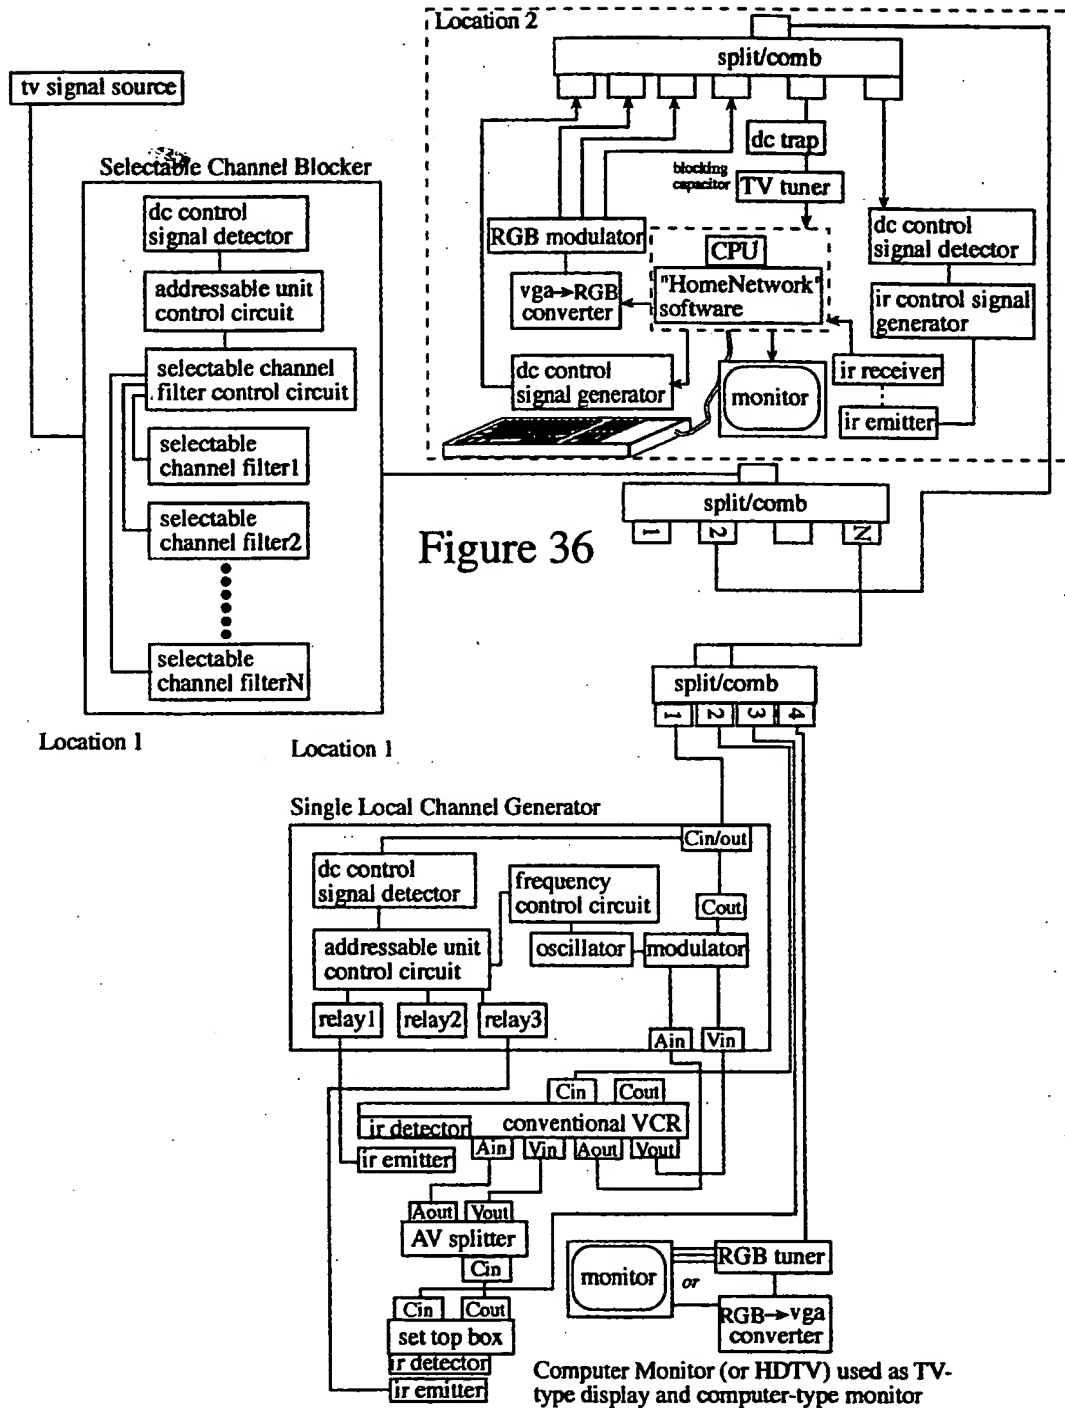 Location 2
split/comb
tv signal source
dc trap
blocking
capacitor
TV tuner
Selectable Channel Blocker
dc control
signal detector
addressable unit
control circuit
selectable channel
filter control circuit
selectable
channel filter1
selectable
channel filter2
selectable
channel filterN
Location 1
RGB modulator
CPU
"HomeNetwork"
software
vga→RGB
converter
dc control
signal detector
ir control signal
generator
dc control
signal generator
monitor
ir receiver
ir emitter
split/comb
1
2
N
Figure 36
split/comb
1
2
3
4
Location 1
Single Local Channel Generator
Cin/out
dc control
signal detector
frequency
control circuit
Cout
addressable unit
control circuit
oscillator
modulator
relay1
relay2
relay3
Ain
Vin
Cin
Cout
conventional VCR
ir detector
ir emitter
Ain
Vin
Aout
Vout
Aout
Vout
AV splitter
Cin
Cin
Cout
set top box
ir detector
ir emitter
monitor
or
RGB tuner
RGB→vga
converter
Computer Monitor (or HDTV) used as TV-
type display and computer-type monitor